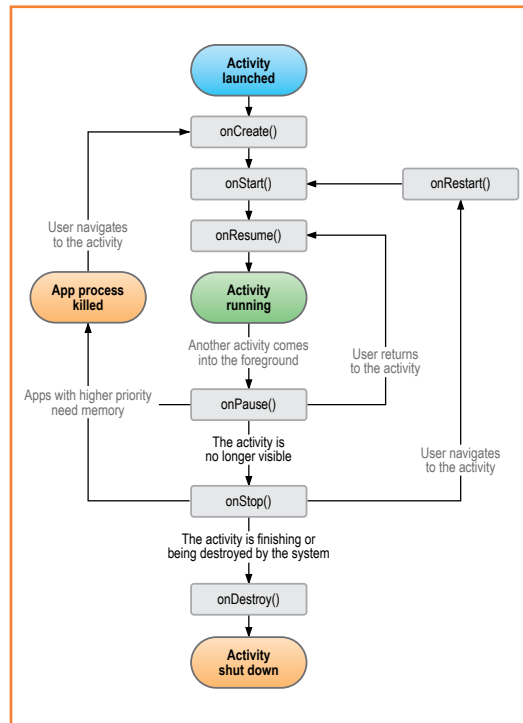 Activity
launched
onCreate()
onStart()
onRestart()
onResume()
User navigates
to the activity
App process
killed
Activity
running
Another activity comes
into the foreground
User returns
to the activity
Apps with higher priority
need memory
onPause()
The activity is
no longer visible
User navigates
to the activity
onStop()
The activity is finishing or
being destroyed by the system
onDestroy()
Activity
shut down